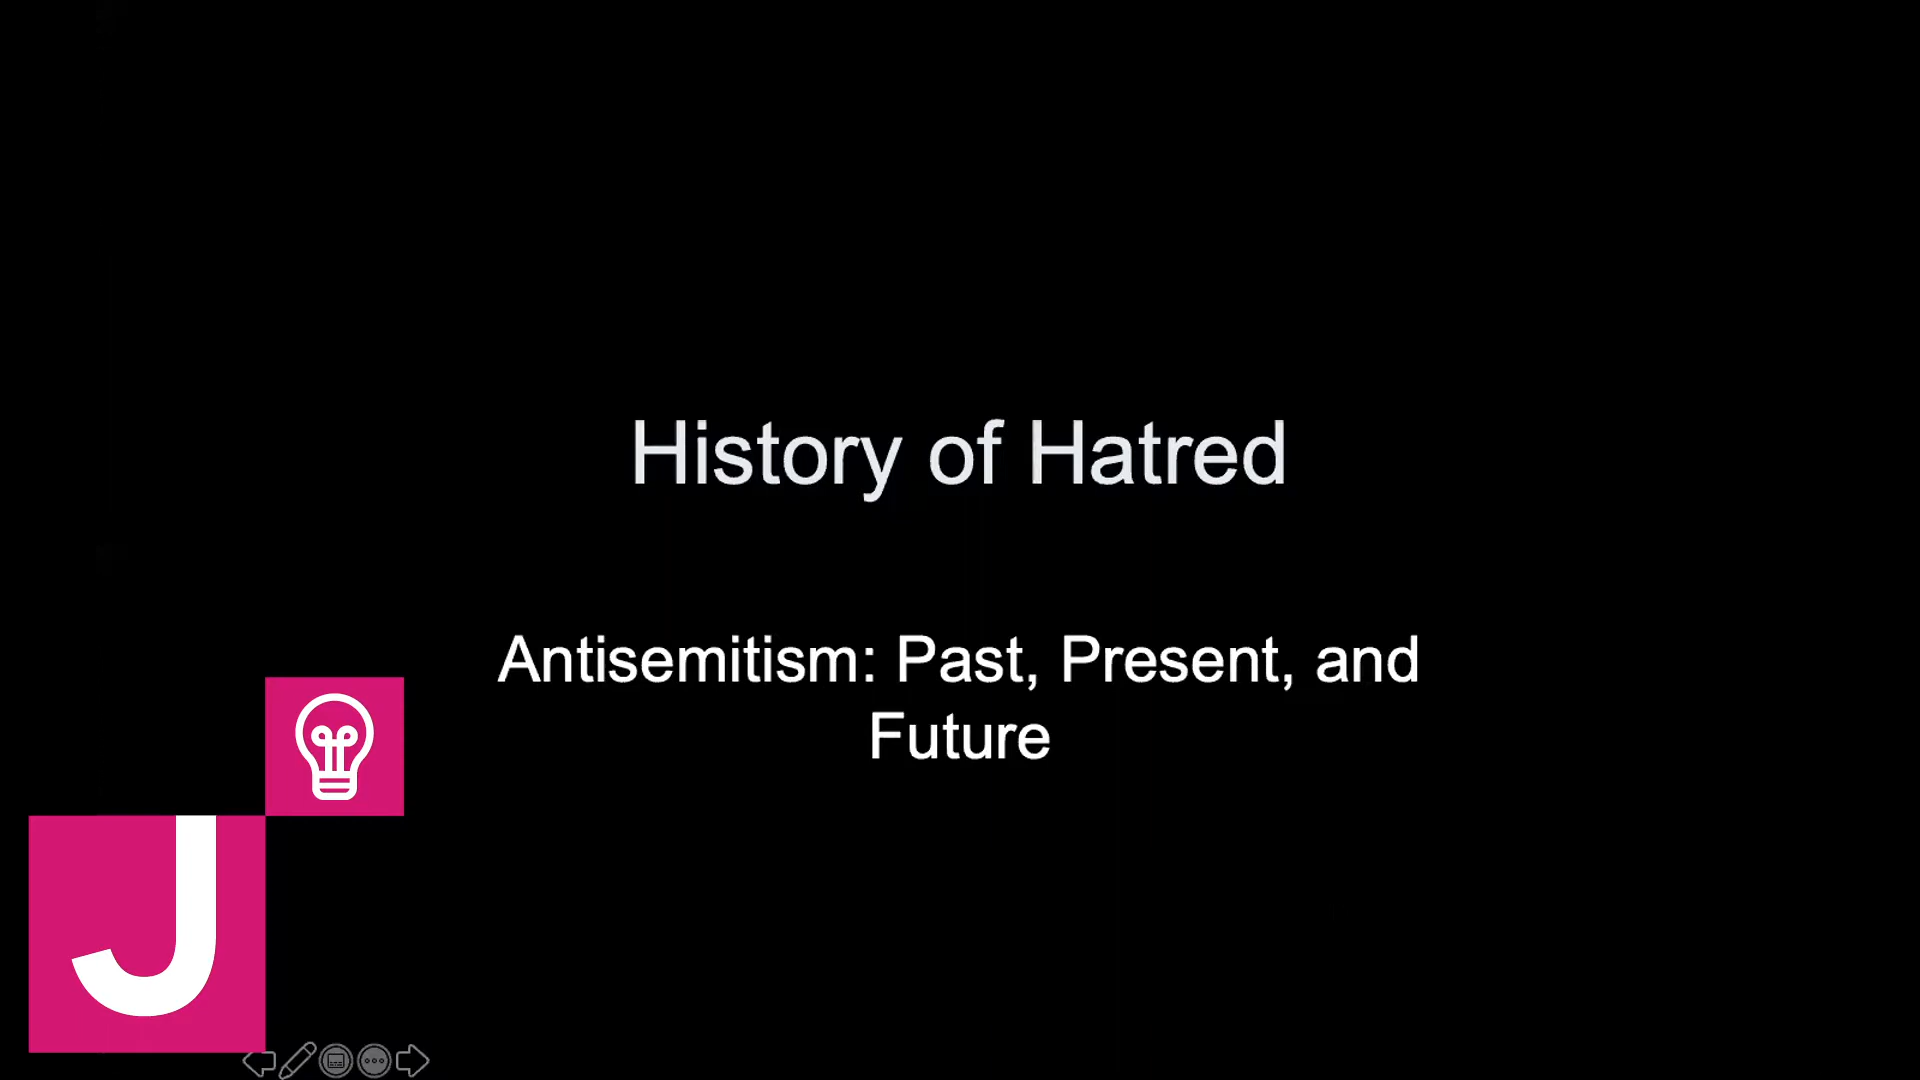 History of Hatred
Antisemitism: Past, Present, and
Future
J